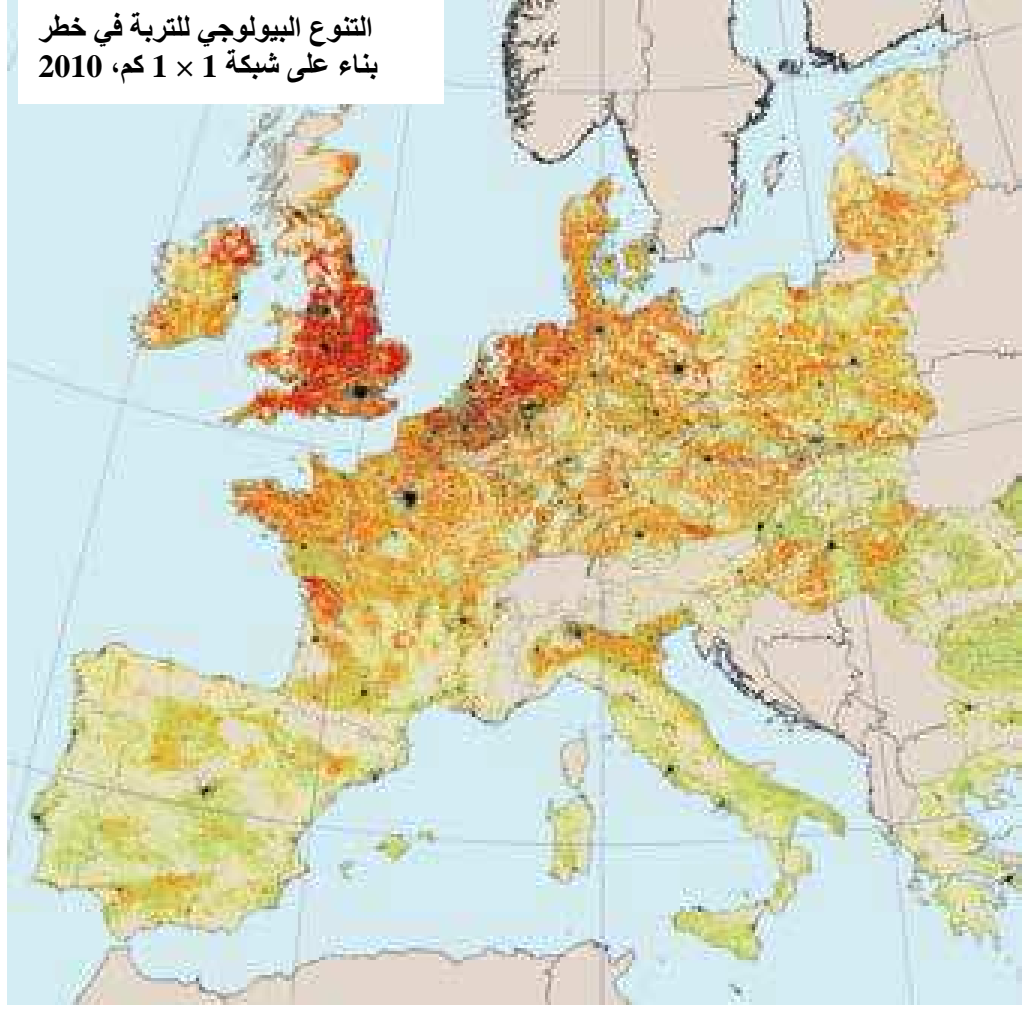 التنوع البيولوجي للتربة في خطر
بناء على شبكة 1 × 1 كم، 2010